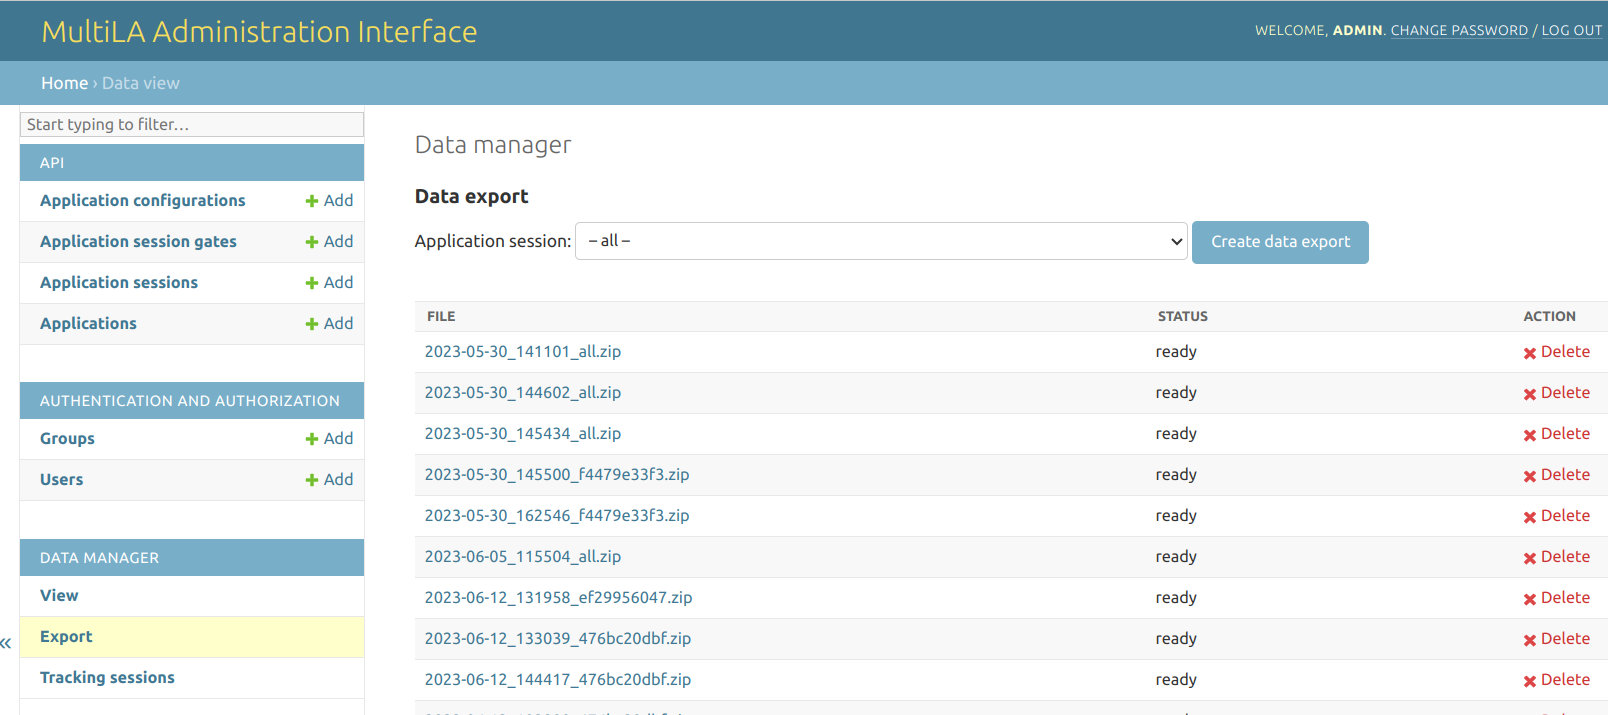 MultiLA Administration Interface
WELCOME, ADMIN. CHANGE PASSWORD / LOG OUT
Home › Data view
Start typing to filter…
API
Application configurations Add
Application session gates Add
Application sessions Add
Applications Add
AUTHENTICATION AND AUTHORIZATION
Groups Add
Users Add
DATA MANAGER
View
Export
Tracking sessions
«
Data manager
Data export
Application session: – all – Create data export
FILE STATUS ACTION
2023-05-30_141101_all.zip ready Delete
2023-05-30_144602_all.zip ready Delete
2023-05-30_145434_all.zip ready Delete
2023-05-30_145500_f4479e33f3.zip ready Delete
2023-05-30_162546_f4479e33f3.zip ready Delete
2023-06-05_115504_all.zip ready Delete
2023-06-12_131958_ef29956047.zip ready Delete
2023-06-12_133039_476bc20dbf.zip ready Delete
2023-06-12_144417_476bc20dbf.zip ready Delete